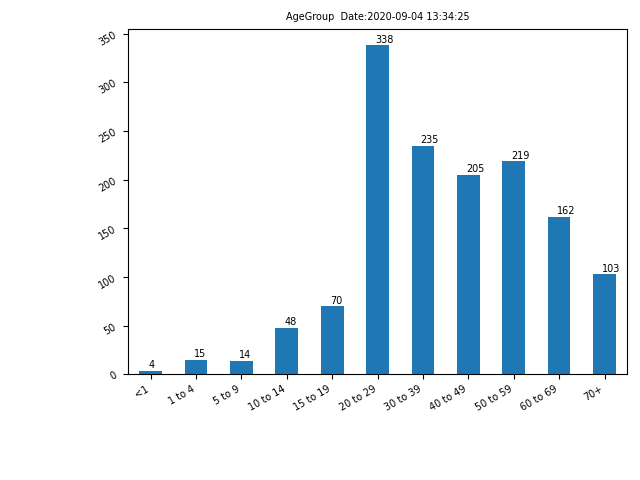 AgeGroup  Date:2020-09-04 13:34:25
350
300
250
200
150
100
50
0
4
15
14
48
70
338
235
205
219
162
103
<1
1 to 4
5 to 9
10 to 14
15 to 19
20 to 29
30 to 39
40 to 49
50 to 59
60 to 69
70+